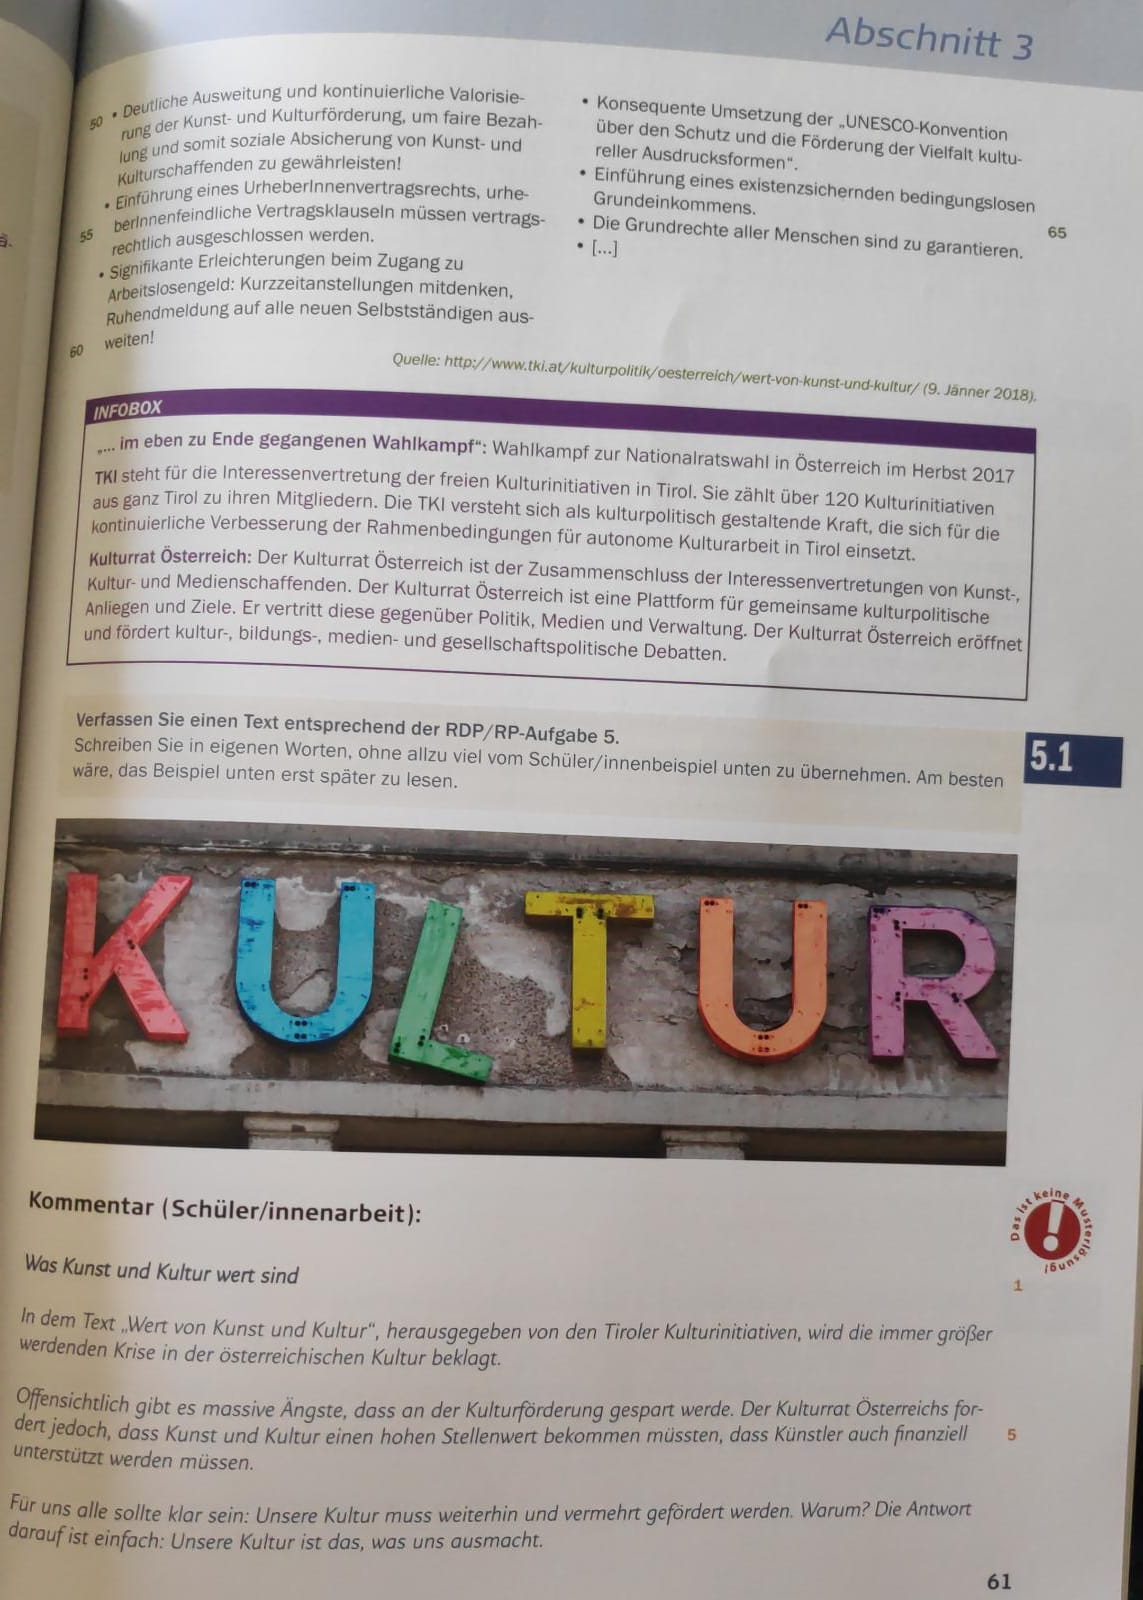 Abschnitt 3
50
• Deutliche Ausweitung und kontinuierliche Valorisie-
rung der Kunst- und Kulturförderung, um faire Bezah-
lung und somit soziale Absicherung von Kunst- und
Kulturschaffenden zu gewährleisten!
• Einführung eines UrheberInnenvertragsrechts, urhe-
berInnenfeindliche Vertragsklauseln müssen vertrags-
55
rechtlich ausgeschlossen werden.
• Signifikante Erleichterungen beim Zugang zu
Arbeitslosengeld: Kurzzeitanstellungen mitdenken,
Ruhendmeldung auf alle neuen Selbstständigen aus-
60
weiten!
• Konsequente Umsetzung der „UNESCO-Konvention
über den Schutz und die Förderung der Vielfalt kultu-
reller Ausdrucksformen“.
• Einführung eines existenzsichernden bedingungslosen
Grundeinkommens.
65
• Die Grundrechte aller Menschen sind zu garantieren.
• [...]
Quelle: http://www.tki.at/kulturpolitik/oesterreich/wert-von-kunst-und-kultur/ (9. Jänner 2018).
INFOBOX
„... im eben zu Ende gegangenen Wahlkampf“: Wahlkampf zur Nationalratswahl in Österreich im Herbst 2017
TKI steht für die Interessenvertretung der freien Kulturinitiativen in Tirol. Sie zählt über 120 Kulturinitiativen
aus ganz Tirol zu ihren Mitgliedern. Die TKI versteht sich als kulturpolitisch gestaltende Kraft, die sich für die
kontinuierliche Verbesserung der Rahmenbedingungen für autonome Kulturarbeit in Tirol einsetzt.
Kulturrat Österreich: Der Kulturrat Österreich ist der Zusammenschluss der Interessenvertretungen von Kunst-,
Kultur- und Medienschaffenden. Der Kulturrat Österreich ist eine Plattform für gemeinsame kulturpolitische
Anliegen und Ziele. Er vertritt diese gegenüber Politik, Medien und Verwaltung. Der Kulturrat Österreich eröffnet
und fördert kultur-, bildungs-, medien- und gesellschaftspolitische Debatten.
Verfassen Sie einen Text entsprechend der RDP/RP-Aufgabe 5.
Schreiben Sie in eigenen Worten, ohne allzu viel vom Schüler/innenbeispiel unten zu übernehmen. Am besten
wäre, das Beispiel unten erst später zu lesen.
5.1
KULTUR
Kommentar (Schüler/innenarbeit):
Das ist keine Musterlösung!
Was Kunst und Kultur wert sind
1
In dem Text „Wert von Kunst und Kultur“, herausgegeben von den Tiroler Kulturinitiativen, wird die immer größer
werdenden Krise in der österreichischen Kultur beklagt.
Offensichtlich gibt es massive Ängste, dass an der Kulturförderung gespart werde. Der Kulturrat Österreichs for-
dert jedoch, dass Kunst und Kultur einen hohen Stellenwert bekommen müssten, dass Künstler auch finanziell
5
unterstützt werden müssen.
Für uns alle sollte klar sein: Unsere Kultur muss weiterhin und vermehrt gefördert werden. Warum? Die Antwort
darauf ist einfach: Unsere Kultur ist das, was uns ausmacht.
61